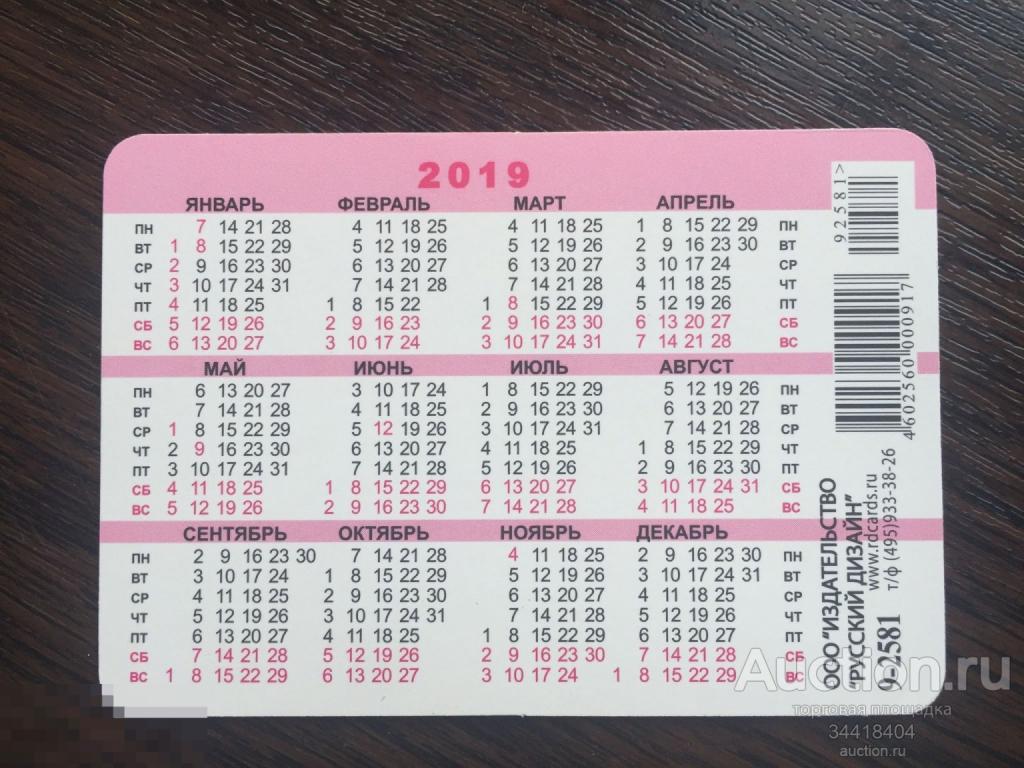 2019
ЯНВАРЬ ФЕВРАЛЬ МАРТ АПРЕЛЬ
ПН 7 14 21 28 4 11 18 25 4 11 18 25 1 8 15 22 29 ПН
ВТ 1 8 15 22 29 5 12 19 26 5 12 19 26 2 9 16 23 30 ВТ
СР 2 9 16 23 30 6 13 20 27 6 13 20 27 3 10 17 24 СР
ЧТ 3 10 17 24 31 7 14 21 28 7 14 21 28 4 11 18 25 ЧТ
ПТ 4 11 18 25 1 8 15 22 1 8 15 22 29 5 12 19 26 ПТ
СБ 5 12 19 26 2 9 16 23 2 9 16 23 30 6 13 20 27 СБ
ВС 6 13 20 27 3 10 17 24 3 10 17 24 31 7 14 21 28 ВС
МАЙ ИЮНЬ ИЮЛЬ АВГУСТ
ПН 6 13 20 27 3 10 17 24 1 8 15 22 29 5 12 19 26 ПН
ВТ 7 14 21 28 4 11 18 25 2 9 16 23 30 6 13 20 27 ВТ
СР 1 8 15 22 29 5 12 19 26 3 10 17 24 31 7 14 21 28 СР
ЧТ 2 9 16 23 30 6 13 20 27 4 11 18 25 1 8 15 22 29 ЧТ
ПТ 3 10 17 24 31 7 14 21 28 5 12 19 26 2 9 16 23 30 ПТ
СБ 4 11 18 25 1 8 15 22 29 6 13 20 27 3 10 17 24 31 СБ
ВС 5 12 19 26 2 9 16 23 30 7 14 21 28 4 11 18 25 ВС
СЕНТЯБРЬ ОКТЯБРЬ НОЯБРЬ ДЕКАБРЬ
ПН 2 9 16 23 30 7 14 21 28 4 11 18 25 2 9 16 23 30 ПН
ВТ 3 10 17 24 1 8 15 22 29 5 12 19 26 3 10 17 24 31 ВТ
СР 4 11 18 25 2 9 16 23 30 6 13 20 27 4 11 18 25 СР
ЧТ 5 12 19 26 3 10 17 24 31 7 14 21 28 5 12 19 26 ЧТ
ПТ 6 13 20 27 4 11 18 25 1 8 15 22 29 6 13 20 27 ПТ
СБ 7 14 21 28 5 12 19 26 2 9 16 23 30 7 14 21 28 СБ
ВС 1 8 15 22 29 6 13 20 27 3 10 17 24 1 8 15 22 29 ВС
92581>
4602560000917
ООО "ИЗДАТЕЛЬСТВО
"РУССКИЙ ДИЗАЙН"
www.rdcards.ru
т/ф (495)933-38-26
9-2581
Auction.ru
торговая площадка
34418404
auction.ru